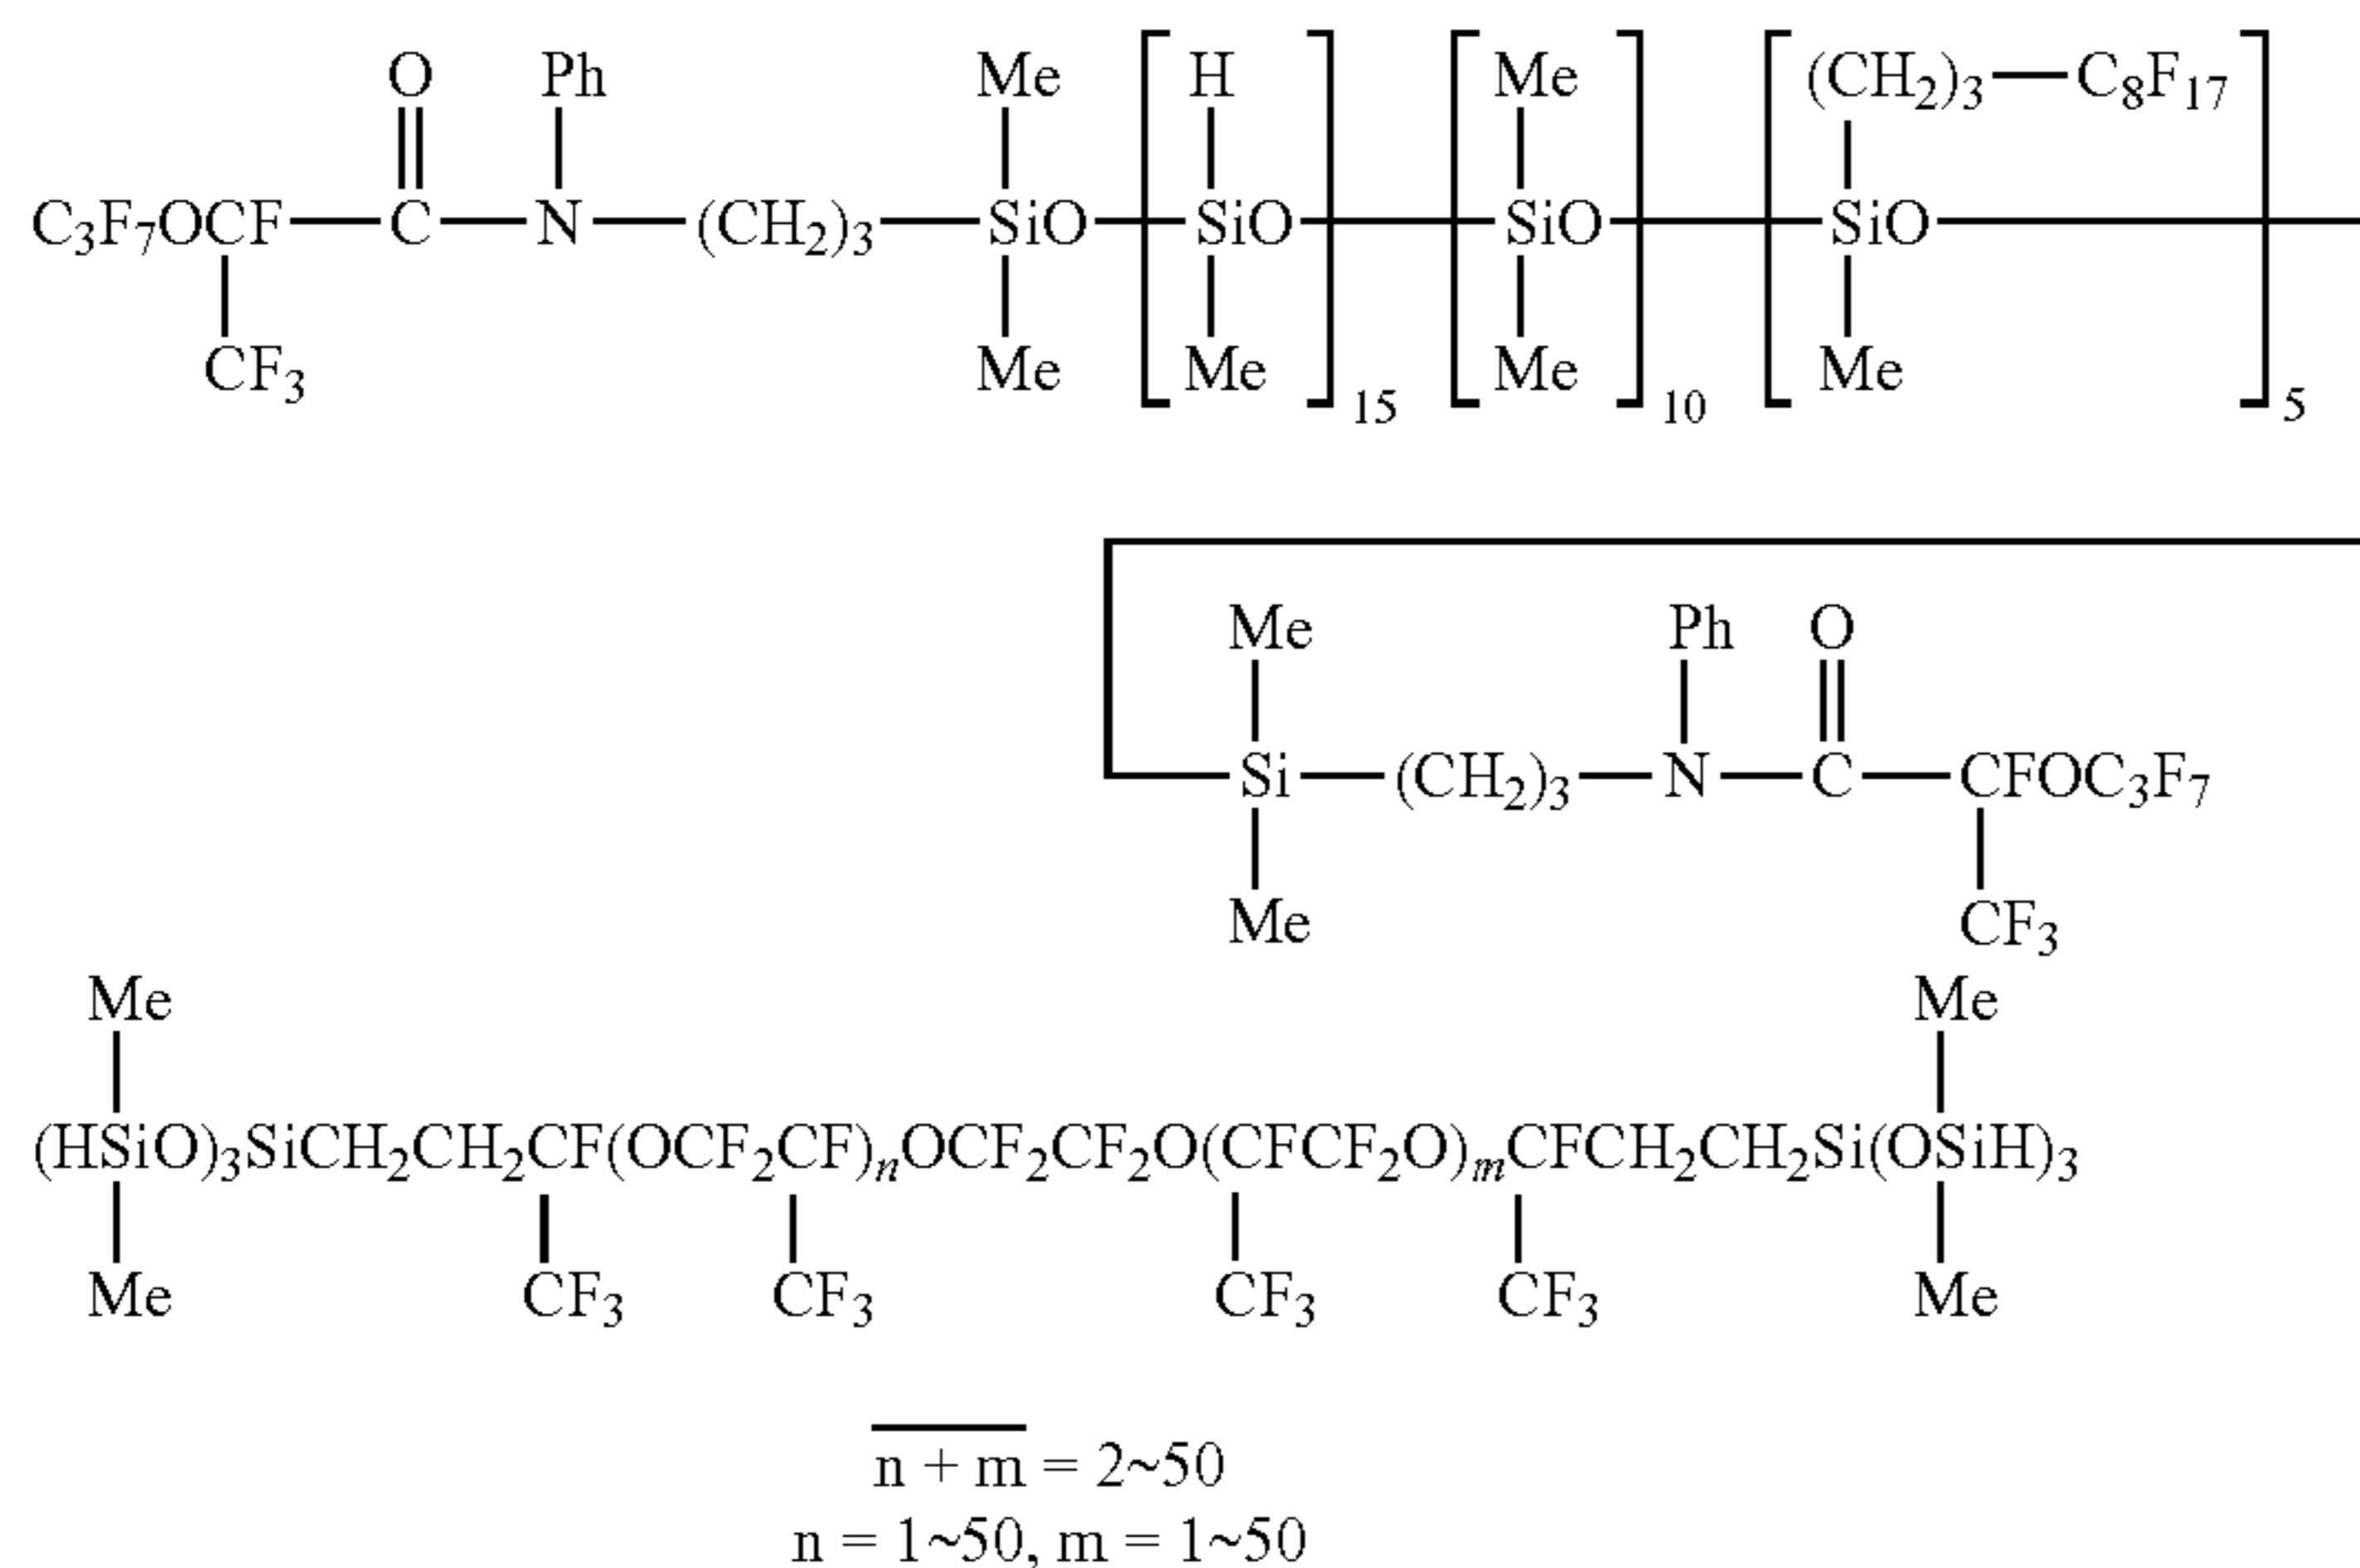 O Ph Me H Me (CH2)3—C8F17
C3F7OCF—C—N—(CH2)3—SiO—[SiO]—[SiO]—[SiO]—
CF3 Me Me 15 Me 10 Me 5
Me Ph O
Si—(CH2)3—N—C—CFOC3F7
Me CF3
Me Me
(HSiO)3SiCH2CH2CF(OCF2CF)nOCF2CF2O(CFCF2O)mCFCH2CH2Si(OSiH)3
Me CF3 CF3 CF3 CF3 Me
n + m = 2~50
n = 1~50, m = 1~50